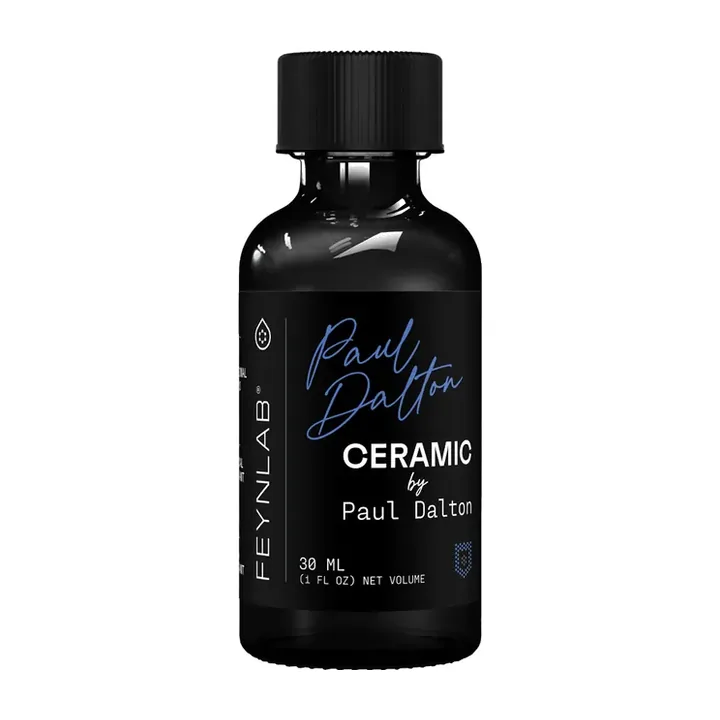 FEYNLAB®
Paul
Dalton
CERAMIC
by
Paul Dalton
30 ML
(1 FL OZ) NET VOLUME